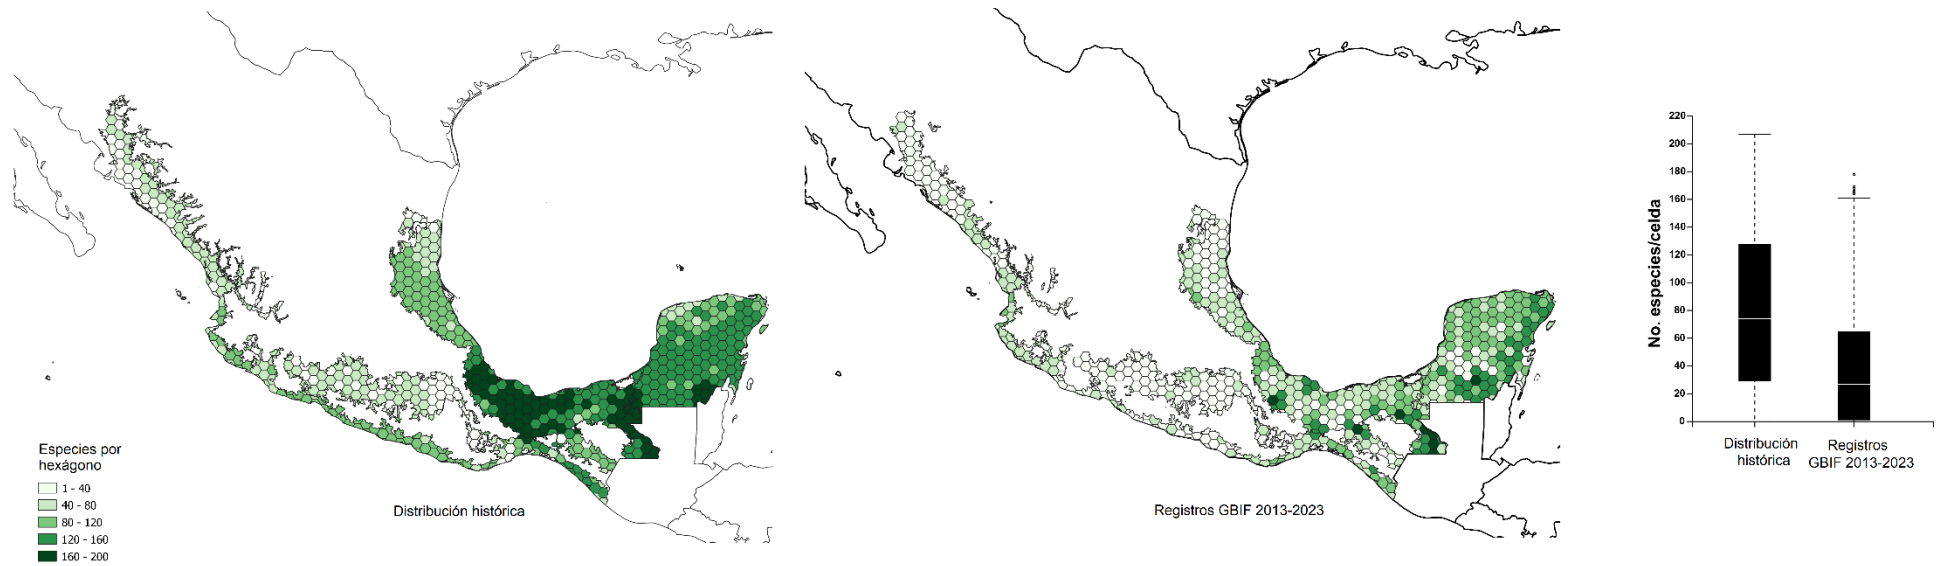 Especies por
hexágono
1 - 40
40 - 80
80 - 120
120 - 160
160 - 200
Distribución histórica
Registros GBIF 2013-2023
No. especies/celda
220
200
180
160
140
120
100
80
60
40
20
0
Distribución
histórica
Registros
GBIF 2013-2023